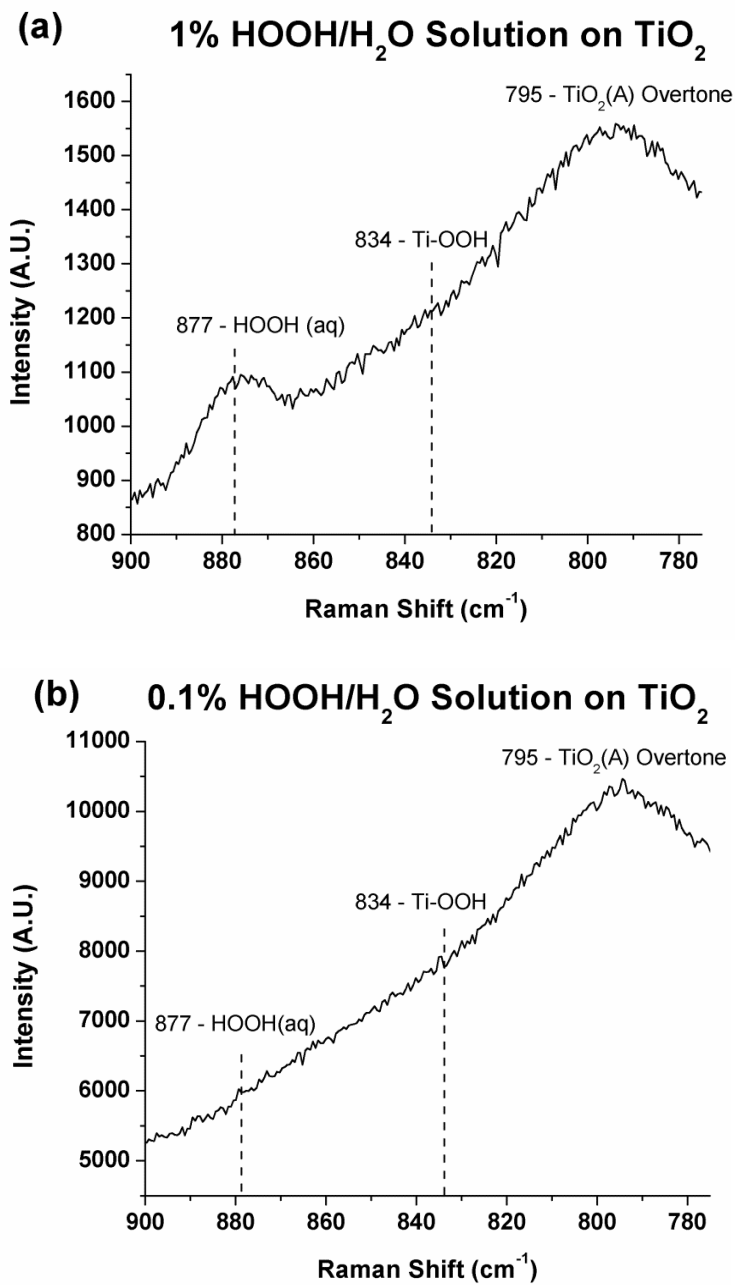 (a) 1% HOOH/H₂O Solution on TiO₂
795 - TiO₂(A) Overtone
834 - Ti-OOH
877 - HOOH (aq)
Intensity (A.U.)
1600
1500
1400
1300
1200
1100
1000
900
800
900 880 860 840 820 800 780
Raman Shift (cm⁻¹)
(b) 0.1% HOOH/H₂O Solution on TiO₂
795 - TiO₂(A) Overtone
834 - Ti-OOH
877 - HOOH(aq)
Intensity (A.U.)
11000
10000
9000
8000
7000
6000
5000
900 880 860 840 820 800 780
Raman Shift (cm⁻¹)